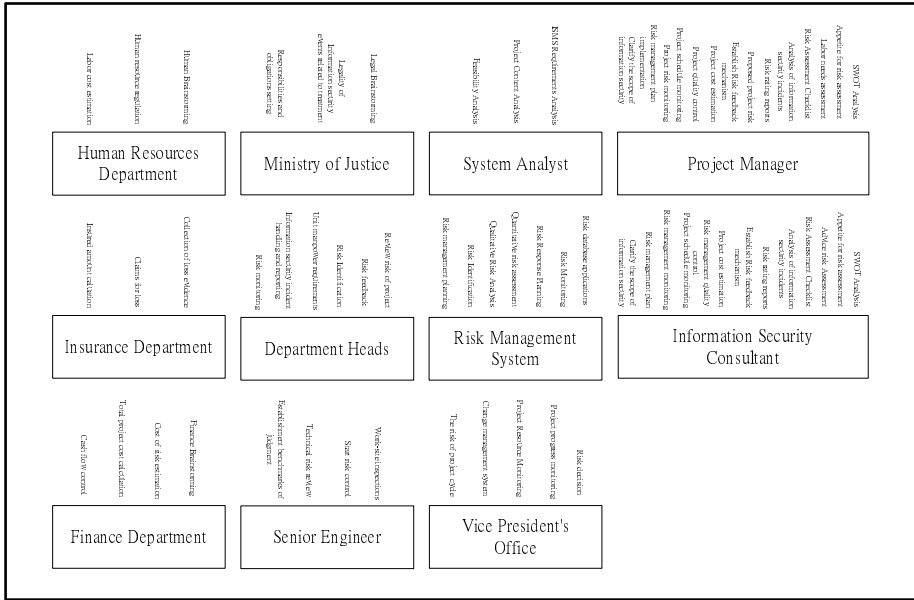 Labor cost estimation
Human resource regulation
Human Brainstorming
Human Resources
Department
Responsibilities and
obligations setting
Information security
events related to treatment
Legality of
Legal Brainstorming
Ministry of Justice
Feasibility Analysis
Project Content Analysis
ISMS Requirements Analysis
System Analyst
Clarify the scope of
information security
Risk management plan
implementation
Project risk monitoring
Project schedule monitoring
Project quality control
Project cost estimation
Establish Risk feedback
mechanism
Proposed project risk
Risk rating reports
Analysis of information
security incidents
Risk Assessment Checklist
Labor needs assessment
Appetite for risk assessment
SWOT Analysis
Project Manager
Insured amount calculation
Claims for loss
Collection of loss evidence
Insurance Department
Risk monitoring
Information security incident
handling and reporting
Unit manpower requirements
Risk Identification
Risk feedback
Review risk of project
Department Heads
Risk management planning
Risk Identification
Qualitative Risk Analysis
Quantitative risk assessment
Risk Response Planning
Risk Monitoring
Risk database applications
Risk Management
System
Clarify the scope of
information security
Risk management plan
Risk management monitoring
Project schedule monitoring
Risk management quality
control
Project cost estimation
Establish Risk feedback
mechanism
Risk rating reports
Analysis of information
security incidents
Risk Assessment Checklist
Advise risk Assessment
Appetite for risk assessment
SWOT Analysis
Information Security
Consultant
Cash flow control
Total project cost calculation
Cost of risk estimation
Finance Brainstorming
Finance Department
Establishment benchmarks of
judgment
Technical risk review
Staff risk control
Work-site inspections
Senior Engineer
The risk of project cycle
Change management system
Project Resource Monitoring
Project progress monitoring
Risk decision
Vice President's
Office